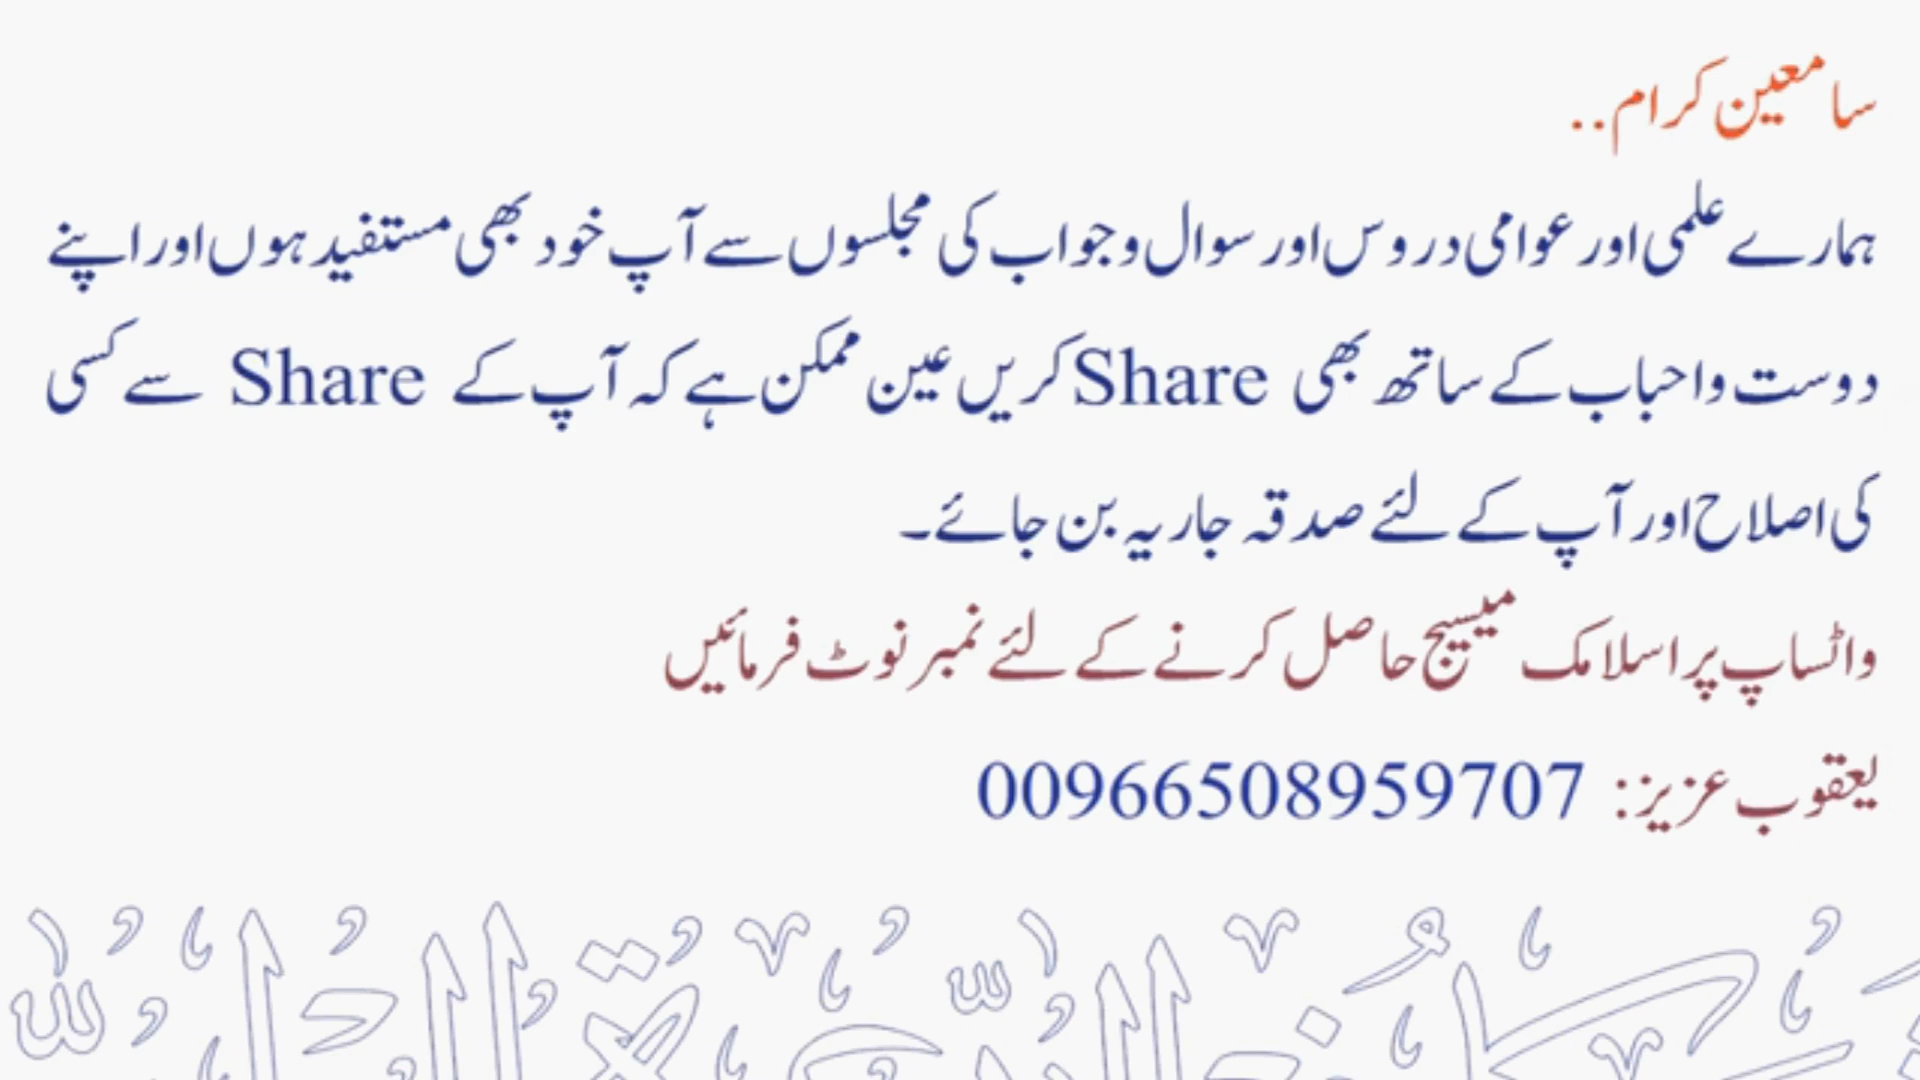 سامعین کرام..
ہمارے علمی اور عوامی دروس اور سوال و جواب کی مجلسوں سے آپ خود بھی مستفید ہوں اور اپنے
دوست واحباب کے ساتھ بھی Share کریں عین ممکن ہے کہ آپ کے Share سے کسی
کی اصلاح اور آپ کے لئے صدقہ جاریہ بن جائے۔
واٹساپ پر اسلامک میسیج حاصل کرنے کے لئے نمبر نوٹ فرمائیں
یعقوب عزیز: 00966508959707